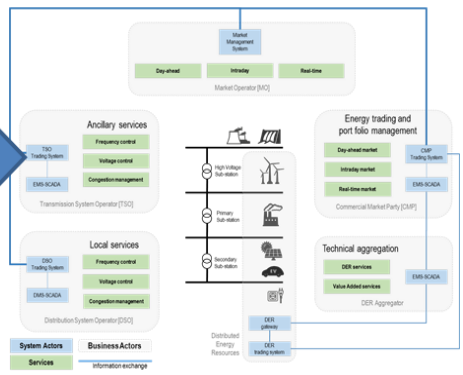 Market
Management
System
Day-ahead
Intraday
Real-time
Market Operator [MO]
Ancillary services
TSO
Trading System
EMS-SCADA
Frequency control
Voltage control
Congestion management
Transmission System Operator [TSO]
Local services
DSO
Trading System
DMS-SCADA
Frequency control
Voltage control
Congestion management
Distribution System Operator [DSO]
High Voltage
Sub-station
Primary
Sub-station
Secondary
Sub-station
EV
Distributed
Energy
Resources
DER
gateway
DER
trading system
Energy trading and
port folio management
Day-ahead market
Intraday market
Real-time market
CMP
Trading System
EMS-SCADA
Commercial Market Party [CMP]
Technical aggregation
DER services
Value Added services
EMS-SCADA
DER Aggregator
System Actors
Business Actors
Services
Information exchange